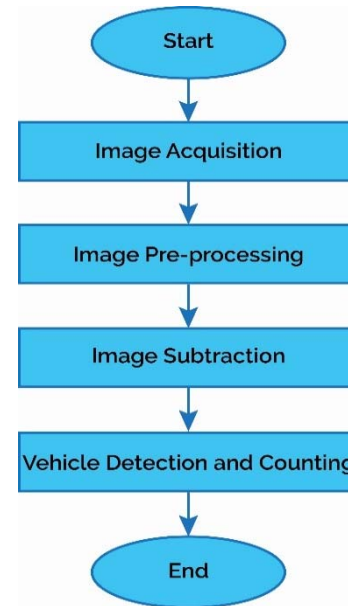 Start
Image Acquisition
Image Pre-processing
Image Subtraction
Vehicle Detection and Counting
End